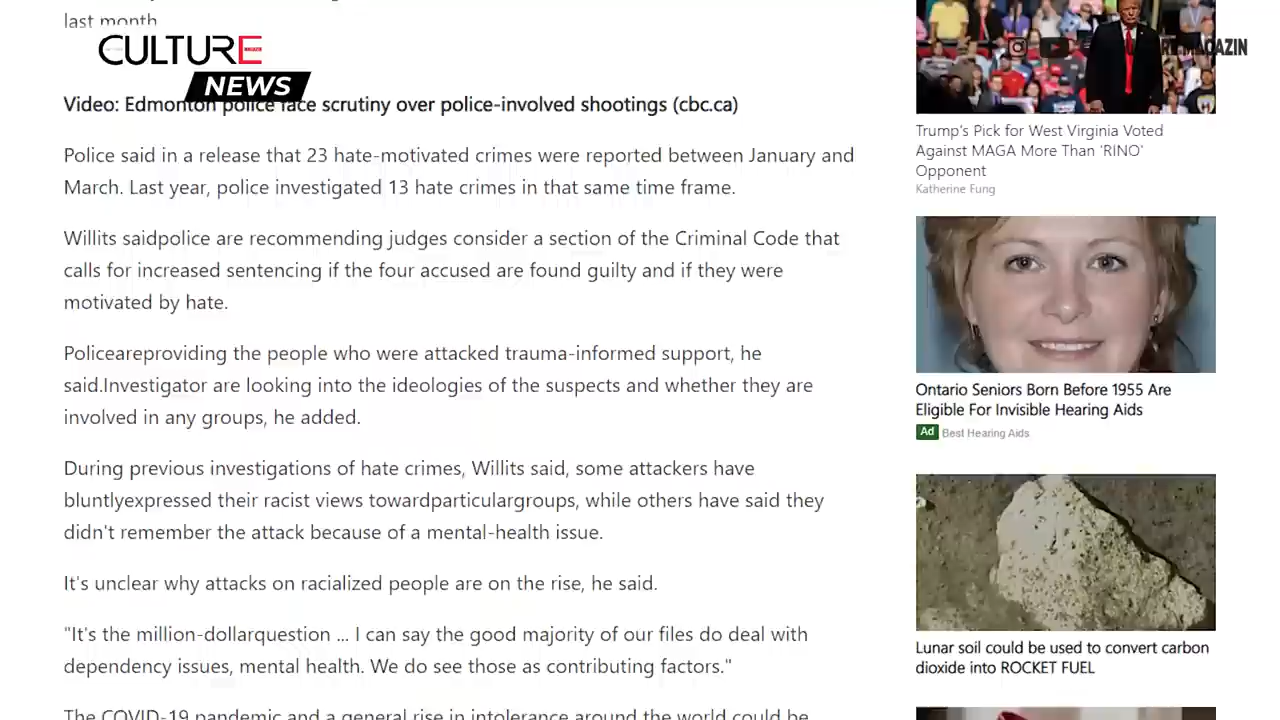 last month
CULTURE
NEWS
MAGAZIN
Video: Edmonton police face scrutiny over police-involved shootings (cbc.ca)
Police said in a release that 23 hate-motivated crimes were reported between January and
March. Last year, police investigated 13 hate crimes in that same time frame.
Willits saidpolice are recommending judges consider a section of the Criminal Code that
calls for increased sentencing if the four accused are found guilty and if they were
motivated by hate.
Policeareproviding the people who were attacked trauma-informed support, he
said.Investigator are looking into the ideologies of the suspects and whether they are
involved in any groups, he added.
During previous investigations of hate crimes, Willits said, some attackers have
bluntlyexpressed their racist views towardparticulargroups, while others have said they
didn't remember the attack because of a mental-health issue.
It's unclear why attacks on racialized people are on the rise, he said.
"It's the million-dollarquestion ... I can say the good majority of our files do deal with
dependency issues, mental health. We do see those as contributing factors."
The COVID-19 pandemic and a general rise in intolerance around the world could be
Trump's Pick for West Virginia Voted
Against MAGA More Than 'RINO'
Opponent
Katherine Fung
Ontario Seniors Born Before 1955 Are
Eligible For Invisible Hearing Aids
Ad Best Hearing Aids
Lunar soil could be used to convert carbon
dioxide into ROCKET FUEL